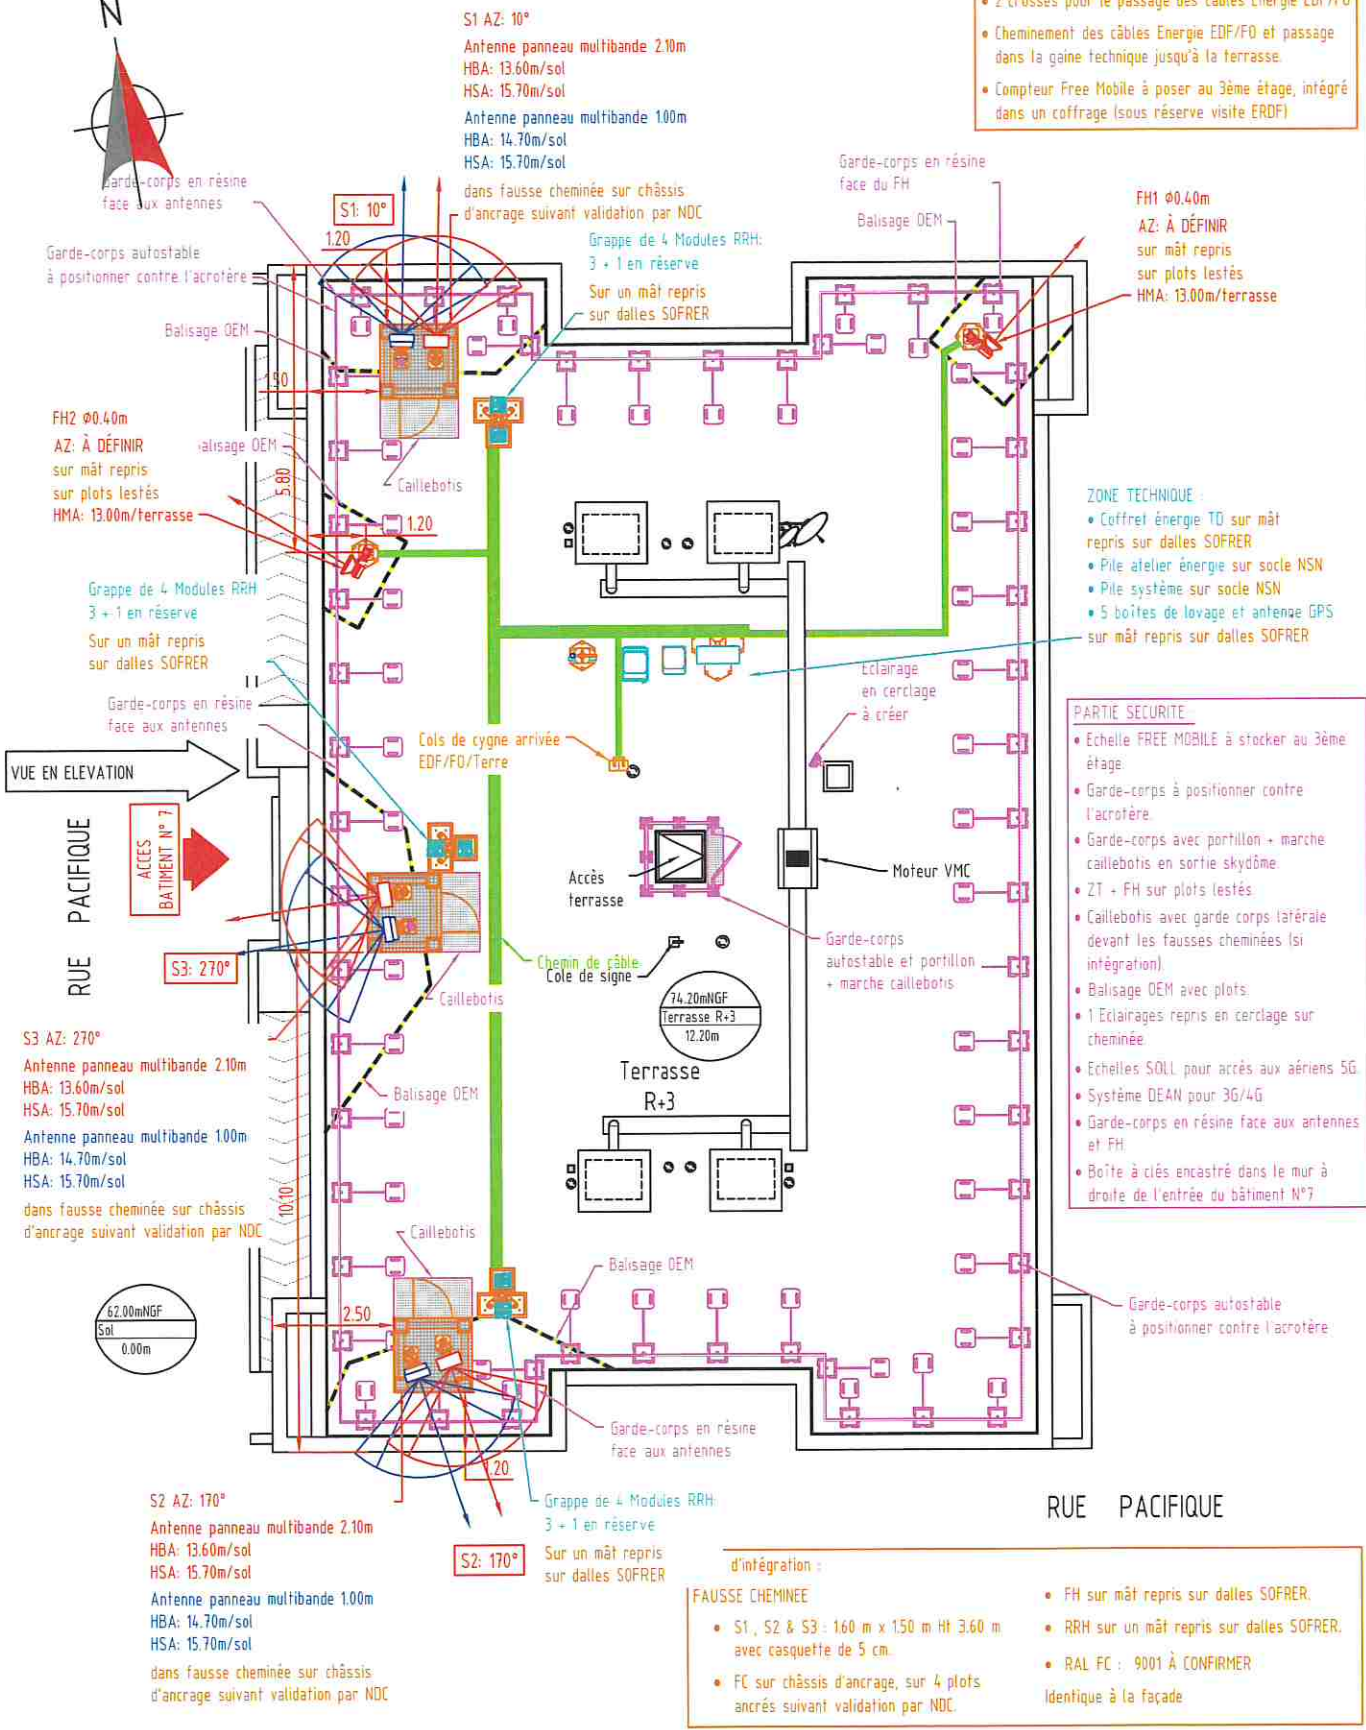 N
S1 AZ: 10°
Antenne panneau multibande 2.10m
HBA: 13.60m/sol
HSA: 15.70m/sol
Antenne panneau multibande 1.00m
HBA: 14.70m/sol
HSA: 15.70m/sol
dans fausse cheminée sur châssis
d'ancrage suivant validation par NDC
• 2 crosses pour le passage des câbles Energie EDF/FO
• Cheminement des câbles Energie EDF/FO et passage
dans la gaine technique jusqu'à la terrasse.
• Compteur Free Mobile à poser au 3ème étage, intégré
dans un coffrage (sous réserve visite ERDF)
Garde-corps en résine
face aux antennes
S1: 10°
1.20
Garde-corps autostable
à positionner contre l'acrotère
Balisage OEM
Grappe de 4 Modules RRH:
3 + 1 en réserve
Sur un mât repris
sur dalles SOFRER
Garde-corps en résine
face du FH
Balisage OEM
FH1 Ø0.40m
AZ: À DÉFINIR
sur mât repris
sur plots lestés
HMA: 13.00m/terrasse
.50
FH2 Ø0.40m
AZ: À DÉFINIR
sur mât repris
sur plots lestés
HMA: 13.00m/terrasse
alisage OEM
5.80
Caillebotis
1.20
ZONE TECHNIQUE :
• Coffret énergie TD sur mât
repris sur dalles SOFRER
• Pile atelier énergie sur socle NSN
• Pile système sur socle NSN
• 5 boîtes de lovage et antenne GPS
sur mât repris sur dalles SOFRER
Grappe de 4 Modules RRH
3 + 1 en réserve
Sur un mât repris
sur dalles SOFRER
Garde-corps en résine
face aux antennes
Eclairage
en cerclage
à créer
Cols de cygne arrivée
EDF/FO/Terre
VUE EN ELEVATION
RUE PACIFIQUE
ACCES
BATIMENT N° 7
PARTIE SECURITE
• Echelle FREE MOBILE à stocker au 3ème
étage.
• Garde-corps à positionner contre
l'acrotère.
• Garde-corps avec portillon + marche
caillebotis en sortie skydôme.
• ZT + FH sur plots lestés
• Caillebotis avec garde corps latérale
devant les fausses cheminées (si
intégration).
• Balisage OEM avec plots.
• 1 Eclairages repris en cerclage sur
cheminée.
• Echelles SOLL pour accès aux aériens 5G.
• Système DEAN pour 3G/4G
• Garde-corps en résine face aux antennes
et FH
• Boîte à clés encastré dans le mur à
droite de l'entrée du bâtiment N°7
Accès
terrasse
Moteur VMC
S3: 270°
Caillebotis
Chemin de câble
Cole de signe
Garde-corps
autostable et portillon
+ marche caillebotis
74.20mNGF
Terrasse R+3
12.20m
Terrasse
R+3
S3 AZ: 270°
Antenne panneau multibande 2.10m
HBA: 13.60m/sol
HSA: 15.70m/sol
Antenne panneau multibande 1.00m
HBA: 14.70m/sol
HSA: 15.70m/sol
dans fausse cheminée sur châssis
d'ancrage suivant validation par NDC
Balisage OEM
10.10
Caillebotis
Balisage OEM
62.00mNGF
Sol
0.00m
2.50
Garde-corps autostable
à positionner contre l'acrotère
Garde-corps en résine
face aux antennes
1.20
S2 AZ: 170°
Antenne panneau multibande 2.10m
HBA: 13.60m/sol
HSA: 15.70m/sol
Antenne panneau multibande 1.00m
HBA: 14.70m/sol
HSA: 15.70m/sol
dans fausse cheminée sur châssis
d'ancrage suivant validation par NDC
S2: 170°
Grappe de 4 Modules RRH:
3 + 1 en réserve
Sur un mât repris
sur dalles SOFRER
RUE PACIFIQUE
d'intégration :
FAUSSE CHEMINEE
• S1 , S2 & S3 : 1.60 m x 1.50 m Ht 3.60 m
avec casquette de 5 cm.
• FC sur châssis d'ancrage, sur 4 plots
ancrés suivant validation par NDC.
• FH sur mât repris sur dalles SOFRER.
• RRH sur un mât repris sur dalles SOFRER.
• RAL FC : 9001 À CONFIRMER
Identique à la façade